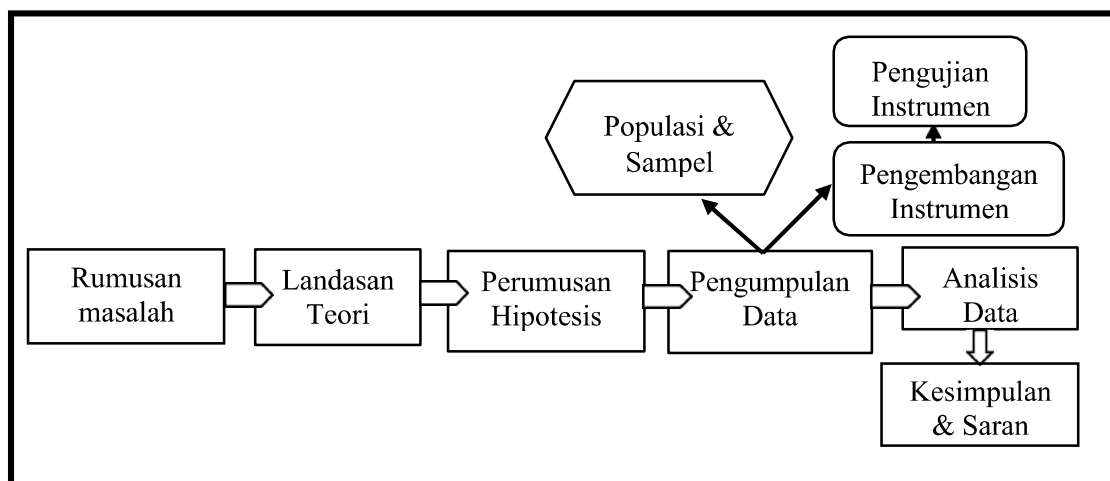 Pengujian
Instrumen
Populasi &
Sampel
Pengembangan
Instrumen
Rumusan
masalah
Landasan
Teori
Perumusan
Hipotesis
Pengumpulan
Data
Analisis
Data
Kesimpulan
& Saran